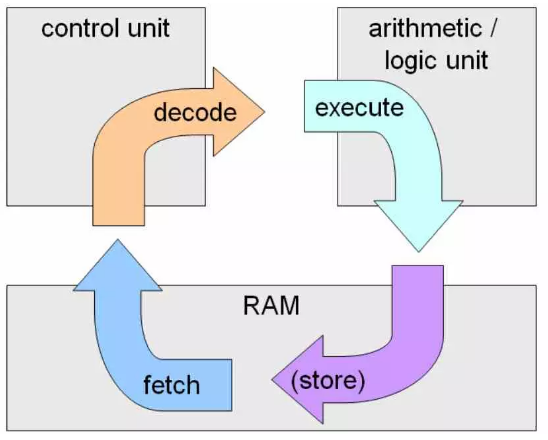 control unit
arithmetic /
logic unit
decode
execute
RAM
fetch
(store)